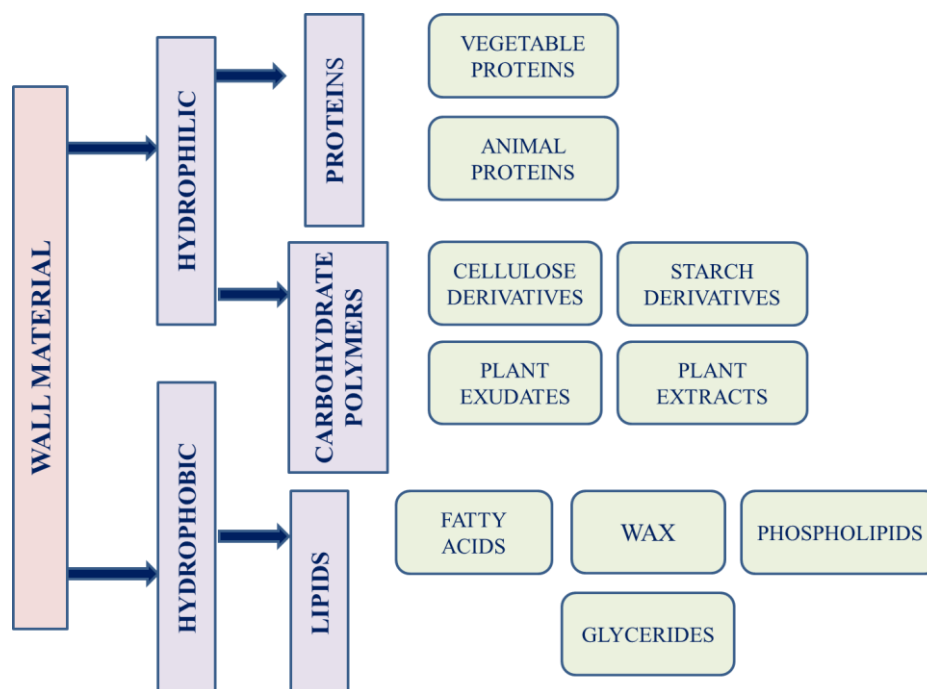 WALL MATERIAL
HYDROPHILIC
PROTEINS
VEGETABLE
PROTEINS
ANIMAL
PROTEINS
CARBOHYDRATE
POLYMERS
CELLULOSE
DERIVATIVES
STARCH
DERIVATIVES
PLANT
EXUDATES
PLANT
EXTRACTS
HYDROPHOBIC
LIPIDS
FATTY
ACIDS
WAX
PHOSPHOLIPIDS
GLYCERIDES